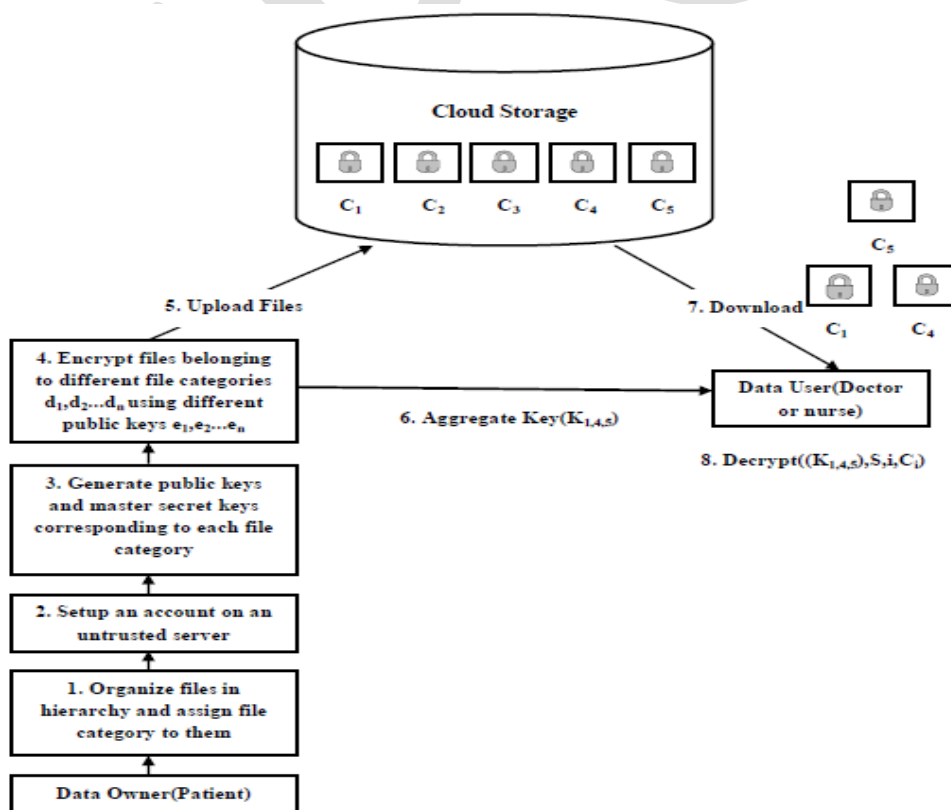 Cloud Storage
C₁ C₂ C₃ C₄ C₅
C₅
C₁ C₄
5. Upload Files
7. Download
4. Encrypt files belonging
to different file categories
d₁,d₂...dₙ using different
public keys e₁,e₂...eₙ
6. Aggregate Key(K₁,₄,₅)
Data User(Doctor
or nurse)
8. Decrypt((K₁,₄,₅),S,i,Cᵢ)
3. Generate public keys
and master secret keys
corresponding to each file
category
2. Setup an account on an
untrusted server
1. Organize files in
hierarchy and assign file
category to them
Data Owner(Patient)